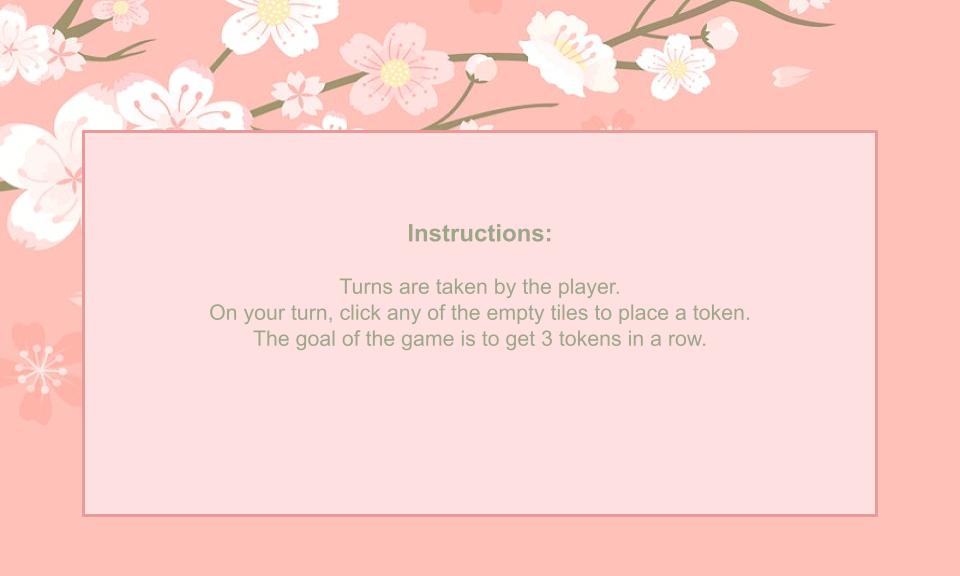 Instructions:
Turns are taken by the player.
On your turn, click any of the empty tiles to place a token.
The goal of the game is to get 3 tokens in a row.